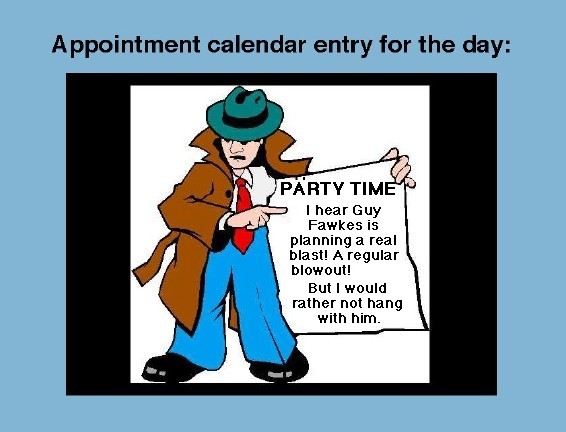 Appointment calendar entry for the day:
PÄRTY TIME
I hear Guy
Fawkes is
planning a real
blast! A regular
blowout!
But I would
rather not hang
with him.